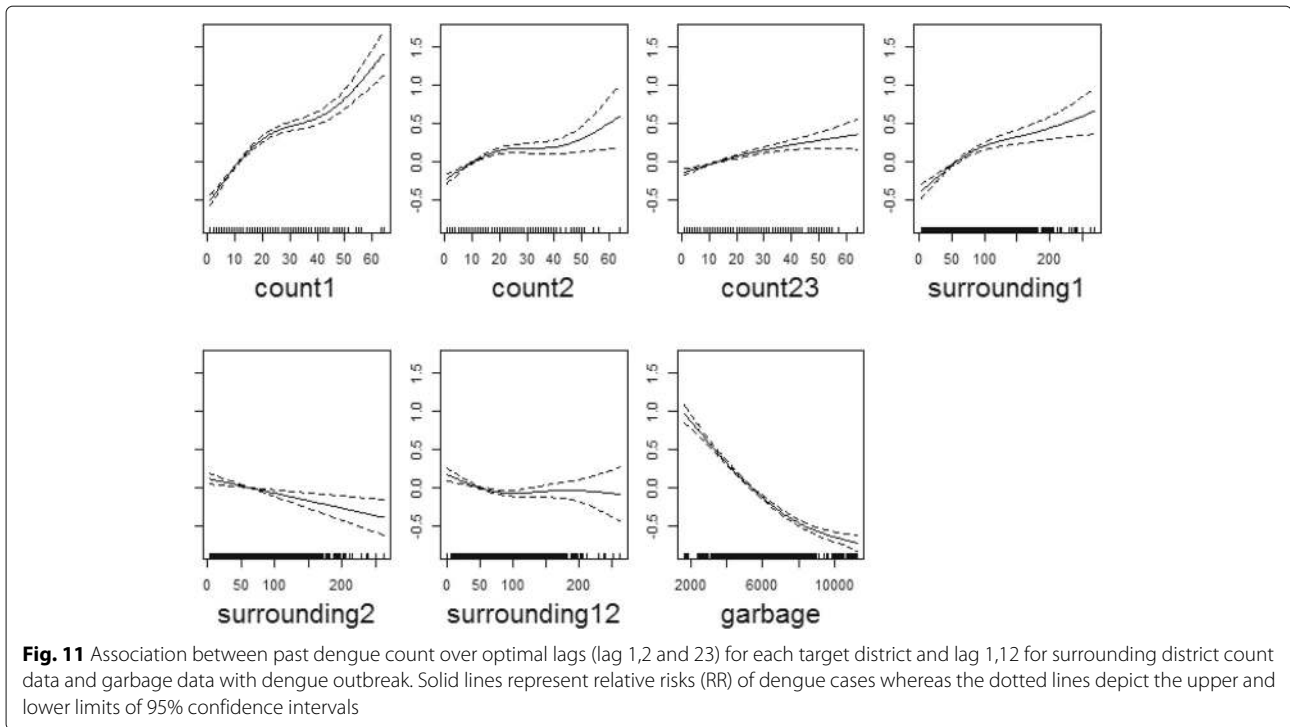 -0.5 0.0 0.5 1.0 1.5
0 10 20 30 40 50 60
count1
-0.5 0.0 0.5 1.0 1.5
0 10 20 30 40 50 60
count2
-0.5 0.0 0.5 1.0 1.5
0 10 20 30 40 50 60
count23
-0.5 0.0 0.5 1.0 1.5
0 50 100 200
surrounding1
-0.5 0.0 0.5 1.0 1.5
0 50 100 200
surrounding2
-0.5 0.0 0.5 1.0 1.5
0 50 100 200
surrounding12
-0.5 0.0 0.5 1.0 1.5
2000 6000 10000
garbage
Fig. 11 Association between past dengue count over optimal lags (lag 1,2 and 23) for each target district and lag 1,12 for surrounding district count
data and garbage data with dengue outbreak. Solid lines represent relative risks (RR) of dengue cases whereas the dotted lines depict the upper and
lower limits of 95% confidence intervals